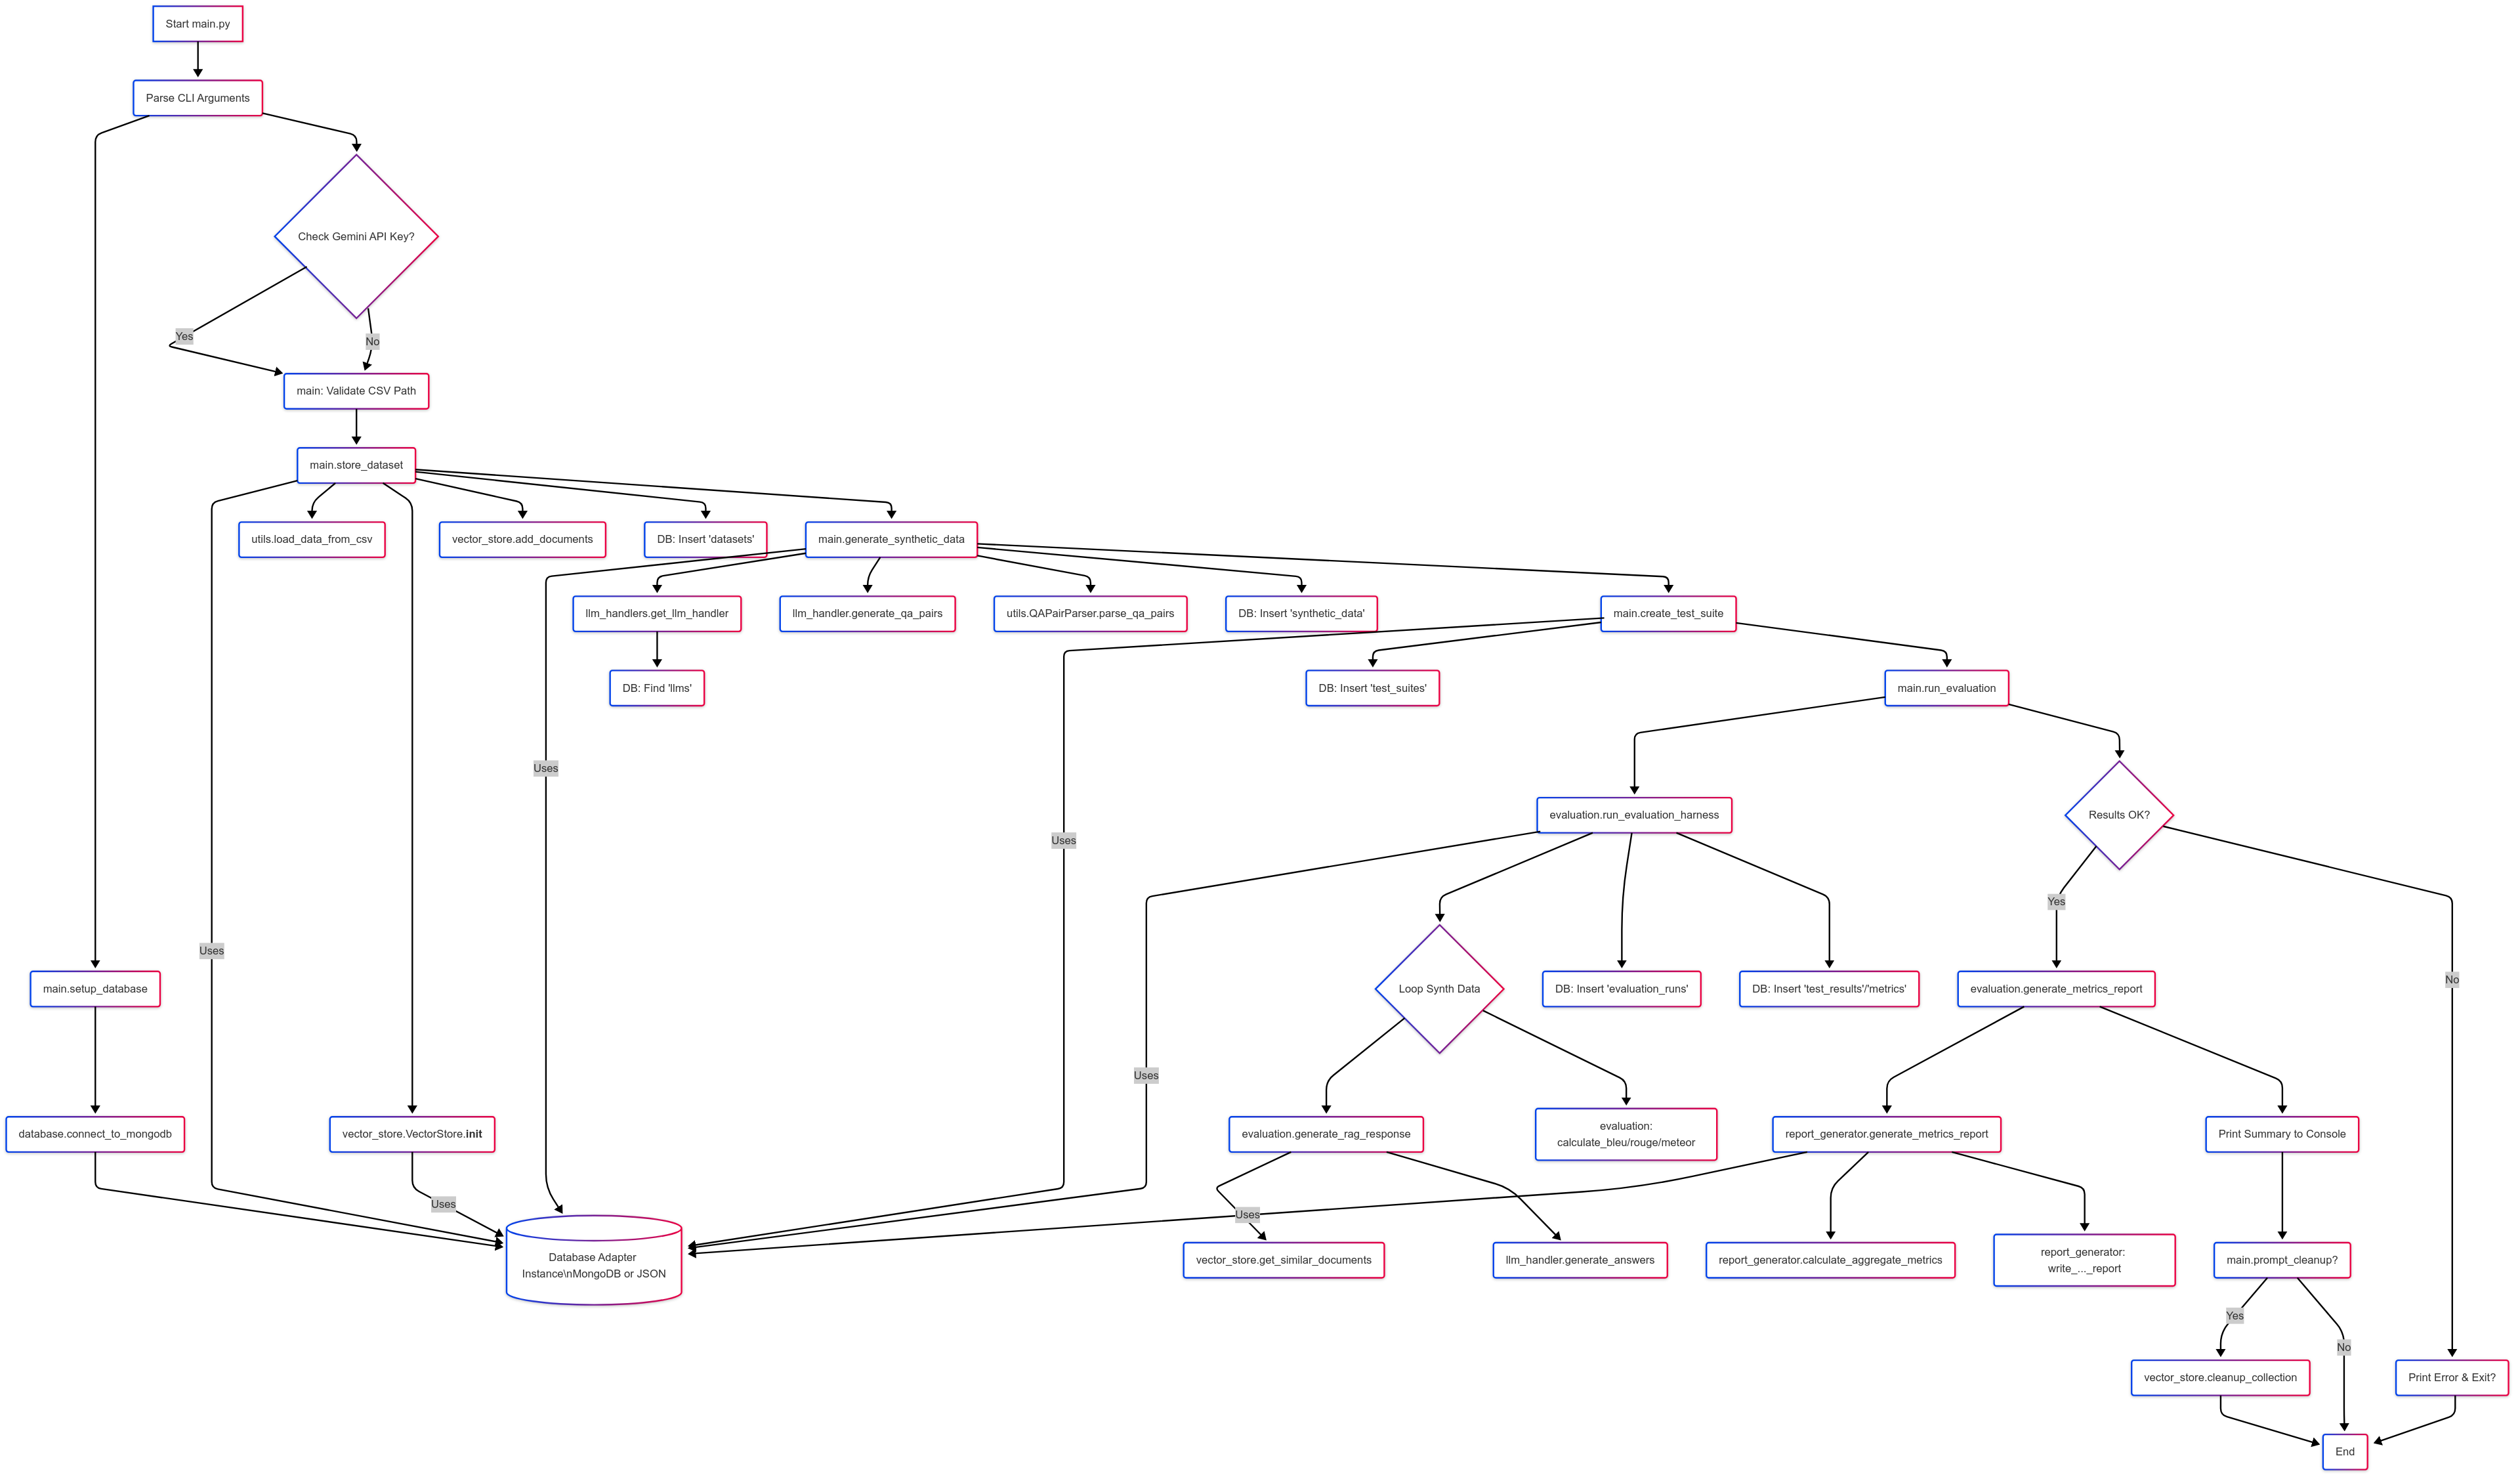 Start main.py
Parse CLI Arguments
Check Gemini API Key?
Yes
No
main: Validate CSV Path
main.store_dataset
utils.load_data_from_csv
vector_store.add_documents
DB: Insert 'datasets'
main.generate_synthetic_data
llm_handlers.get_llm_handler
llm_handler.generate_qa_pairs
utils.QAPairParser.parse_qa_pairs
DB: Insert 'synthetic_data'
main.create_test_suite
DB: Find 'llms'
DB: Insert 'test_suites'
main.run_evaluation
Uses
evaluation.run_evaluation_harness
Results OK?
Uses
Yes
Uses
No
main.setup_database
Loop Synth Data
DB: Insert 'evaluation_runs'
DB: Insert 'test_results'/'metrics'
evaluation.generate_metrics_report
Uses
database.connect_to_mongodb
vector_store.VectorStore.init
evaluation.generate_rag_response
evaluation:
calculate_bleu/rouge/meteor
report_generator.generate_metrics_report
Print Summary to Console
Uses
Uses
Database Adapter
Instance\nMongoDB or JSON
vector_store.get_similar_documents
llm_handler.generate_answers
report_generator.calculate_aggregate_metrics
report_generator:
write_..._report
main.prompt_cleanup?
Yes
No
vector_store.cleanup_collection
Print Error & Exit?
End